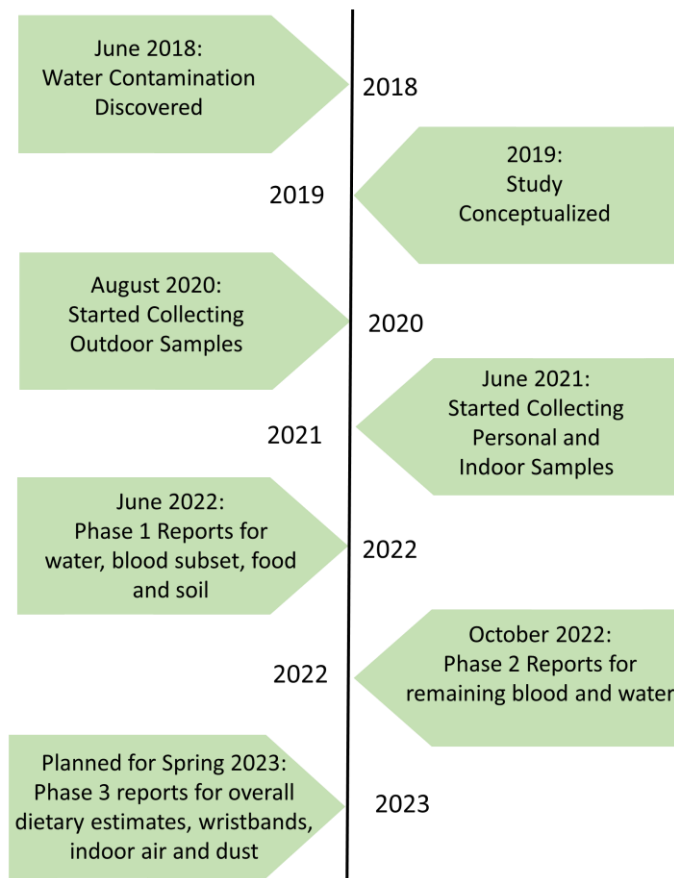 June 2018:
Water Contamination
Discovered
2018
2019:
Study
Conceptualized
2019
August 2020:
Started Collecting
Outdoor Samples
2020
June 2021:
Started Collecting
Personal and
Indoor Samples
2021
June 2022:
Phase 1 Reports for
water, blood subset, food
and soil
2022
October 2022:
Phase 2 Reports for
remaining blood and water
2022
Planned for Spring 2023:
Phase 3 reports for overall
dietary estimates, wristbands,
indoor air and dust
2023